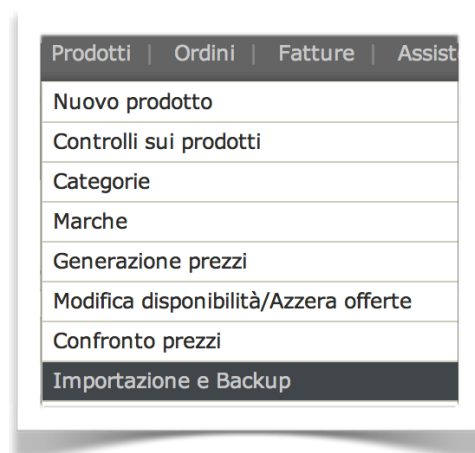 Prodotti | Ordini | Fatture | Assist
Nuovo prodotto
Controlli sui prodotti
Categorie
Marche
Generazione prezzi
Modifica disponibilità/Azzera offerte
Confronto prezzi
Importazione e Backup